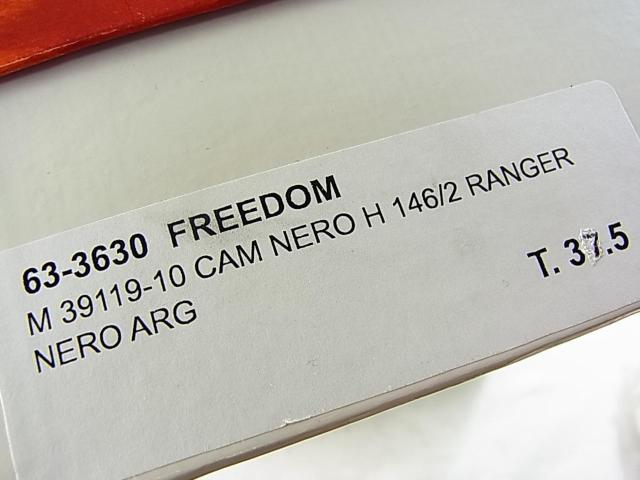 63-3630 FREEDOM
M 39119-10 CAM NERO H 146/2 RANGER
NERO ARG
T. 37.5